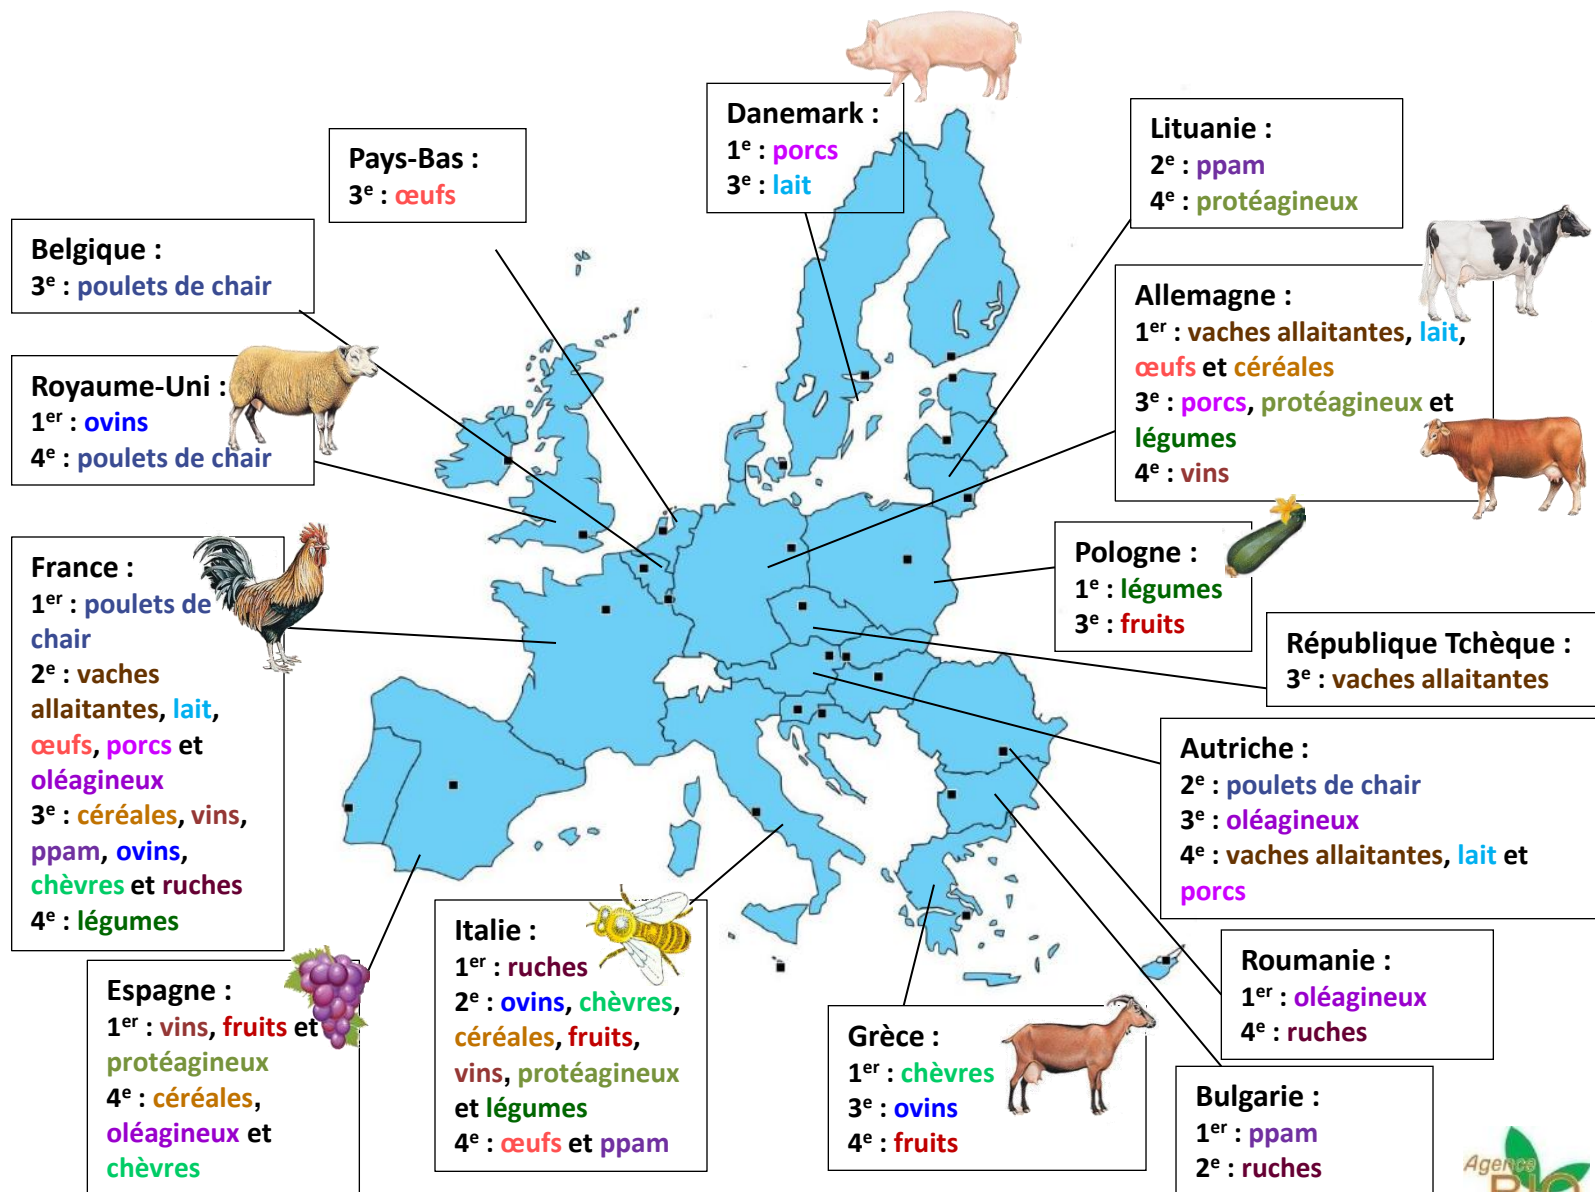 Danemark :
1e : porcs
3e : lait
Lituanie :
2e : ppam
4e : protéagineux
Pays-Bas :
3e : œufs
Belgique :
3e : poulets de chair
Allemagne :
1er : vaches allaitantes, lait,
œufs et céréales
3e : porcs, protéagineux et
légumes
4e : vins
Royaume-Uni :
1er : ovins
4e : poulets de chair
France :
1er : poulets de
chair
2e : vaches
allaitantes, lait,
œufs, porcs et
oléagineux
3e : céréales, vins,
ppam, ovins,
chèvres et ruches
4e : légumes
Pologne :
1e : légumes
3e : fruits
République Tchèque :
3e : vaches allaitantes
Autriche :
2e : poulets de chair
3e : oléagineux
4e : vaches allaitantes, lait et
porcs
Espagne :
1er : vins, fruits et
protéagineux
4e : céréales,
oléagineux et
chèvres
Italie :
1er : ruches
2e : ovins, chèvres,
céréales, fruits,
vins, protéagineux
et légumes
4e : œufs et ppam
Grèce :
1er : chèvres
3e : ovins
4e : fruits
Roumanie :
1er : oléagineux
4e : ruches
Bulgarie :
1er : ppam
2e : ruches
Agence
BIO